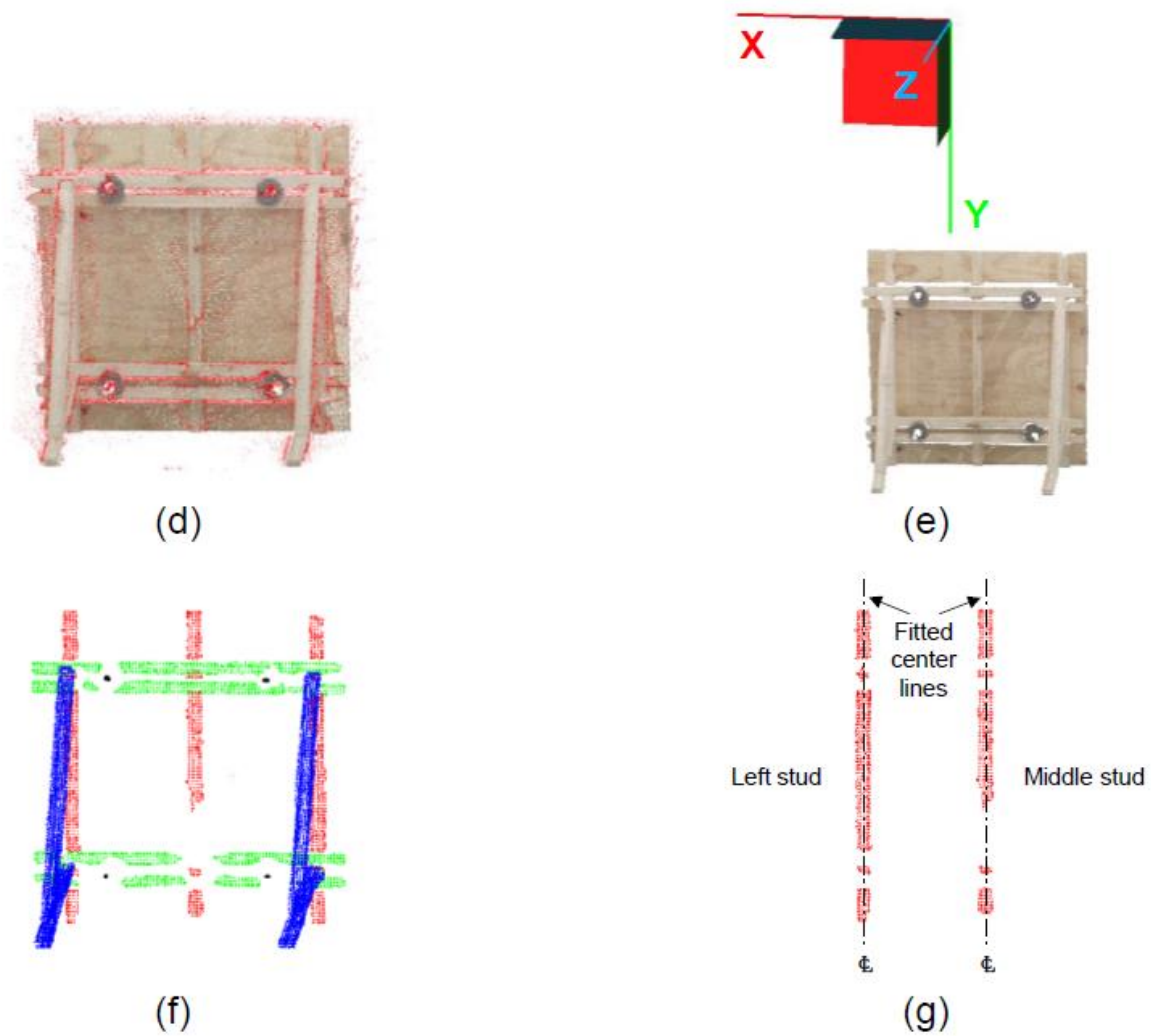 X
Z
Y
(d)
(e)
Fitted
center
lines
Left stud
Middle stud
℄ ℄
(f)
(g)